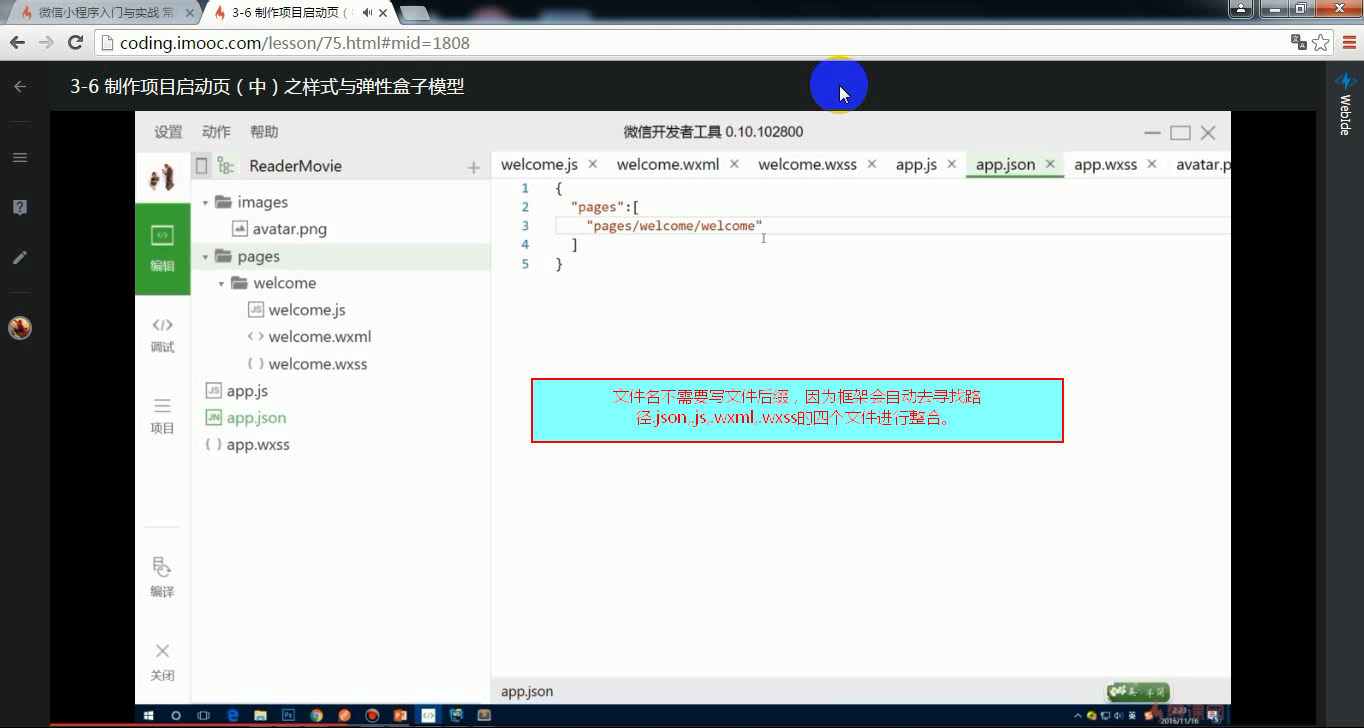 微信小程序入门与实战 常
3-6 制作项目启动页（
coding.imooc.com/lesson/75.html#mid=1808
3-6 制作项目启动页（中）之样式与弹性盒子模型
WebIde
设置 动作 帮助
微信开发者工具 0.10.102800
ReaderMovie
welcome.js welcome.wxml welcome.wxss app.js app.json app.wxss avatar.p
编辑
调试
项目
编译
关闭
images
avatar.png
pages
welcome
JS welcome.js
welcome.wxml
welcome.wxss
JS app.js
JN app.json
app.wxss
1 {
2 "pages":[
3 "pages/welcome/welcome"
4 ]
5 }
文件名不需要写文件后缀，因为框架会自动去寻找路
径.json,.js,.wxml,.wxss的四个文件进行整合。
app.json
英
2:23
2016/11/16